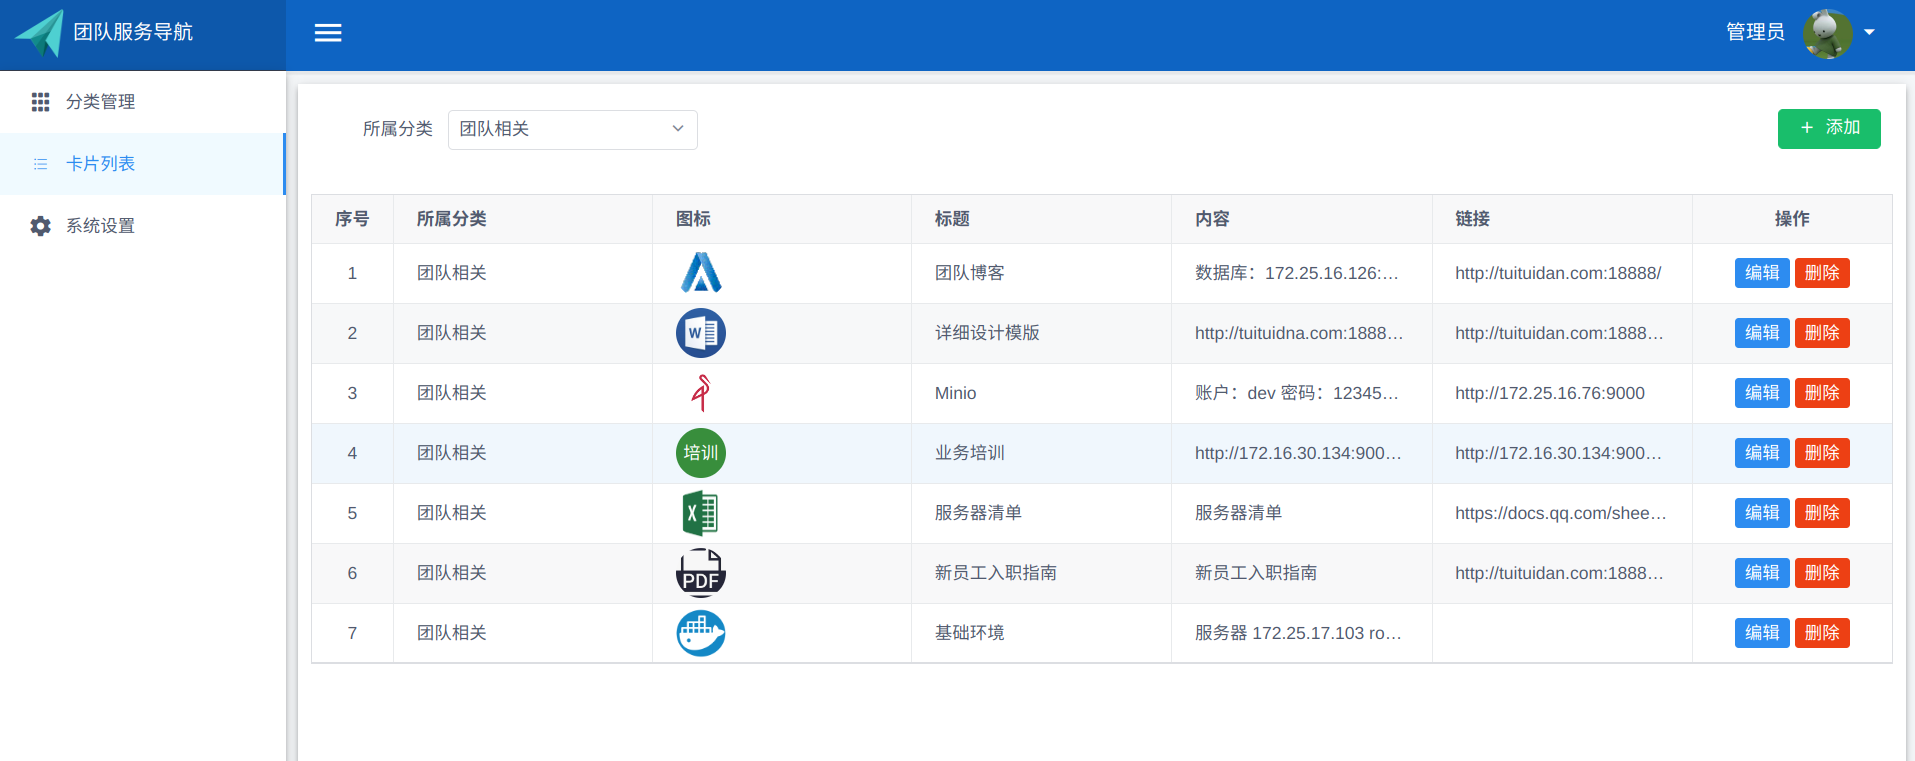 团队服务导航
管理员
分类管理
卡片列表
系统设置
所属分类 团队相关
+ 添加
序号 所属分类 图标 标题 内容 链接 操作
1 团队相关 团队博客 数据库：172.25.16.126:… http://tuituidan.com:18888/ 编辑 删除
2 团队相关 W 详细设计模版 http://tuituidna.com:1888… http://tuituidan.com:1888… 编辑 删除
3 团队相关 Minio 账户：dev 密码：12345… http://172.25.16.76:9000 编辑 删除
4 团队相关 培训 业务培训 http://172.16.30.134:900… http://172.16.30.134:900… 编辑 删除
5 团队相关 X 服务器清单 服务器清单 https://docs.qq.com/shee… 编辑 删除
6 团队相关 PDF 新员工入职指南 新员工入职指南 http://tuituidan.com:1888… 编辑 删除
7 团队相关 基础环境 服务器 172.25.17.103 ro… 编辑 删除